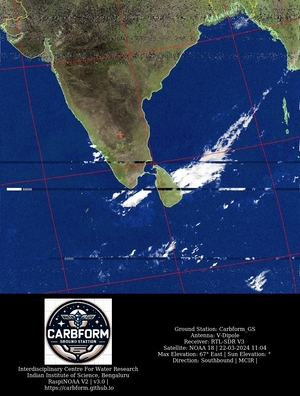 CARBFORM
GROUND STATION
Interdisciplinary Centre For Water Research
Indian Institute of Science, Bengaluru
RaspiNOAA V2 | v3.0 |
https://carbform.github.io
Ground Station: Carbform_GS
Antenna: V-Dipole
Receiver: RTL-SDR V3
Satellite: NOAA 18 | 22-03-2024 11:04
Max Elevation: 67° East | Sun Elevation: °
Direction: Southbound | MCIR |